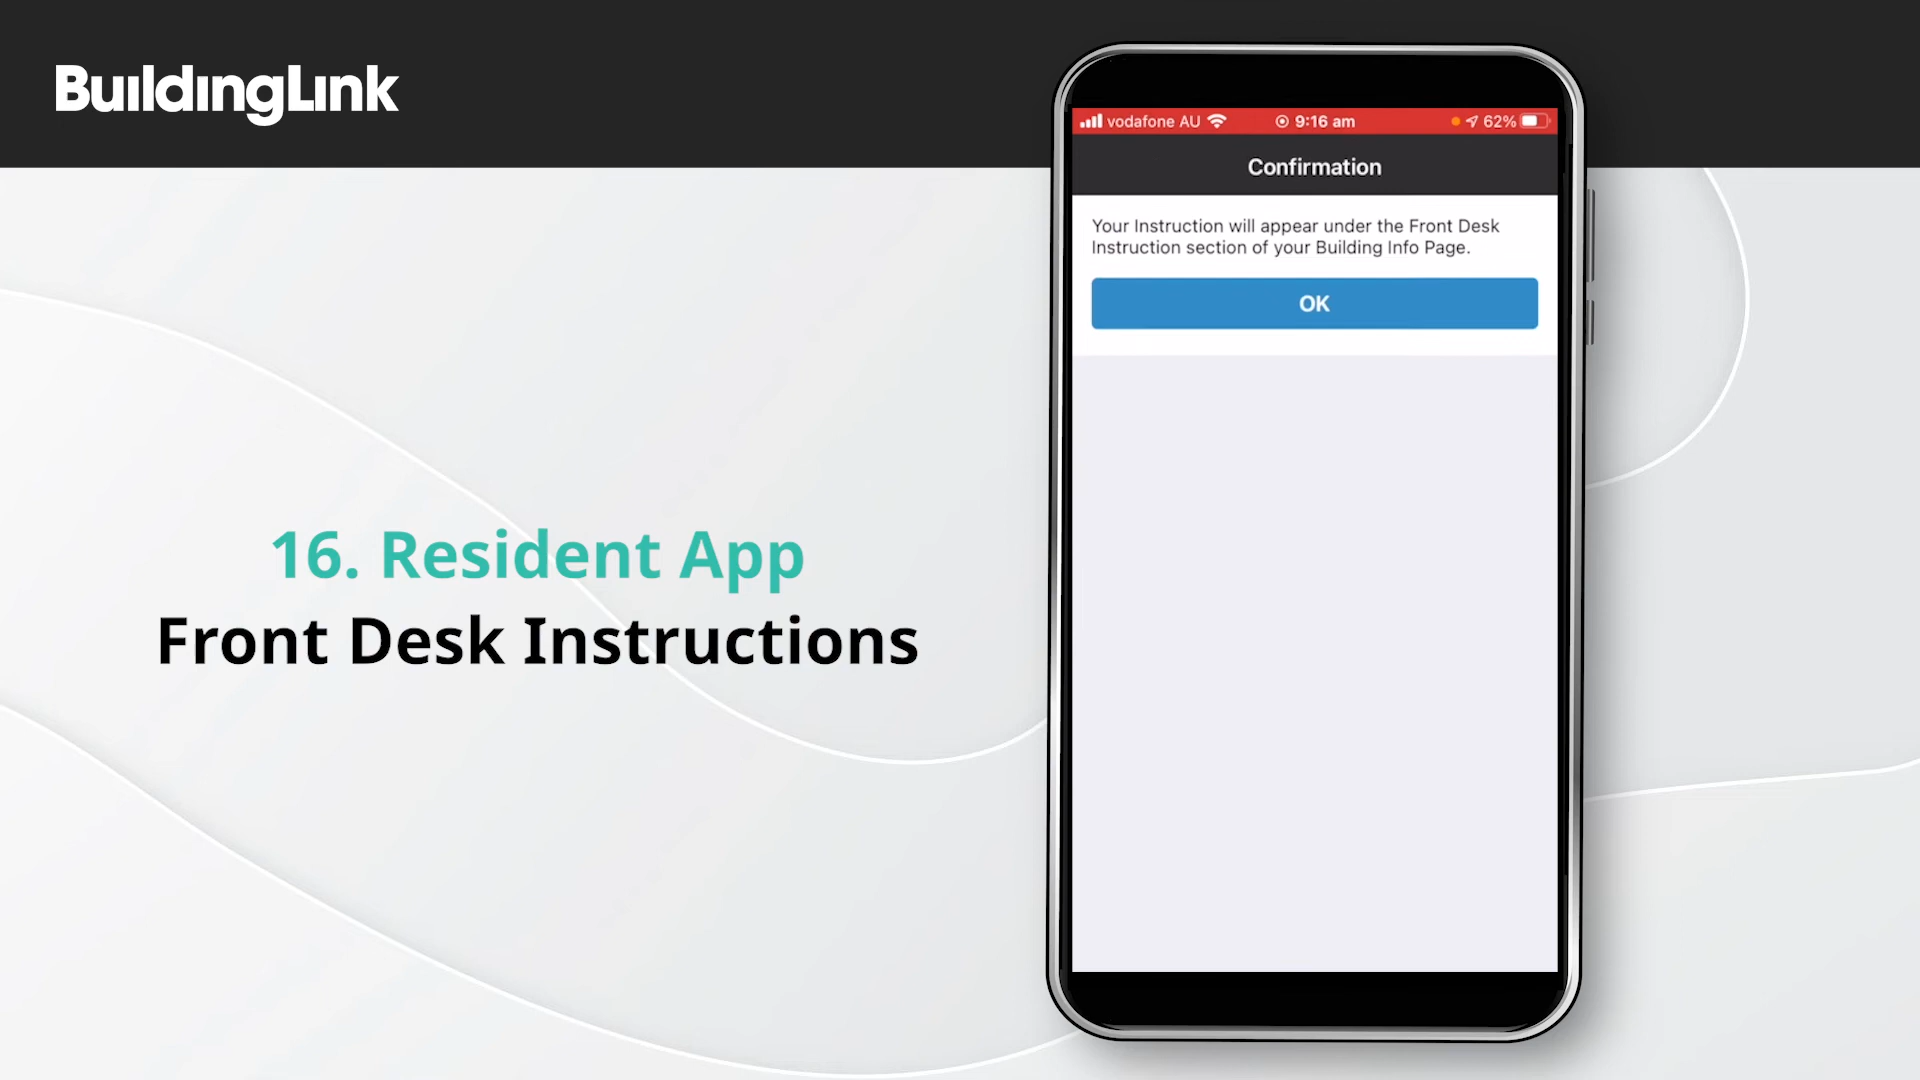 BuildingLink
16. Resident App
Front Desk Instructions
vodafone AU 9:16 am 62%
Confirmation
Your Instruction will appear under the Front Desk
Instruction section of your Building Info Page.
OK